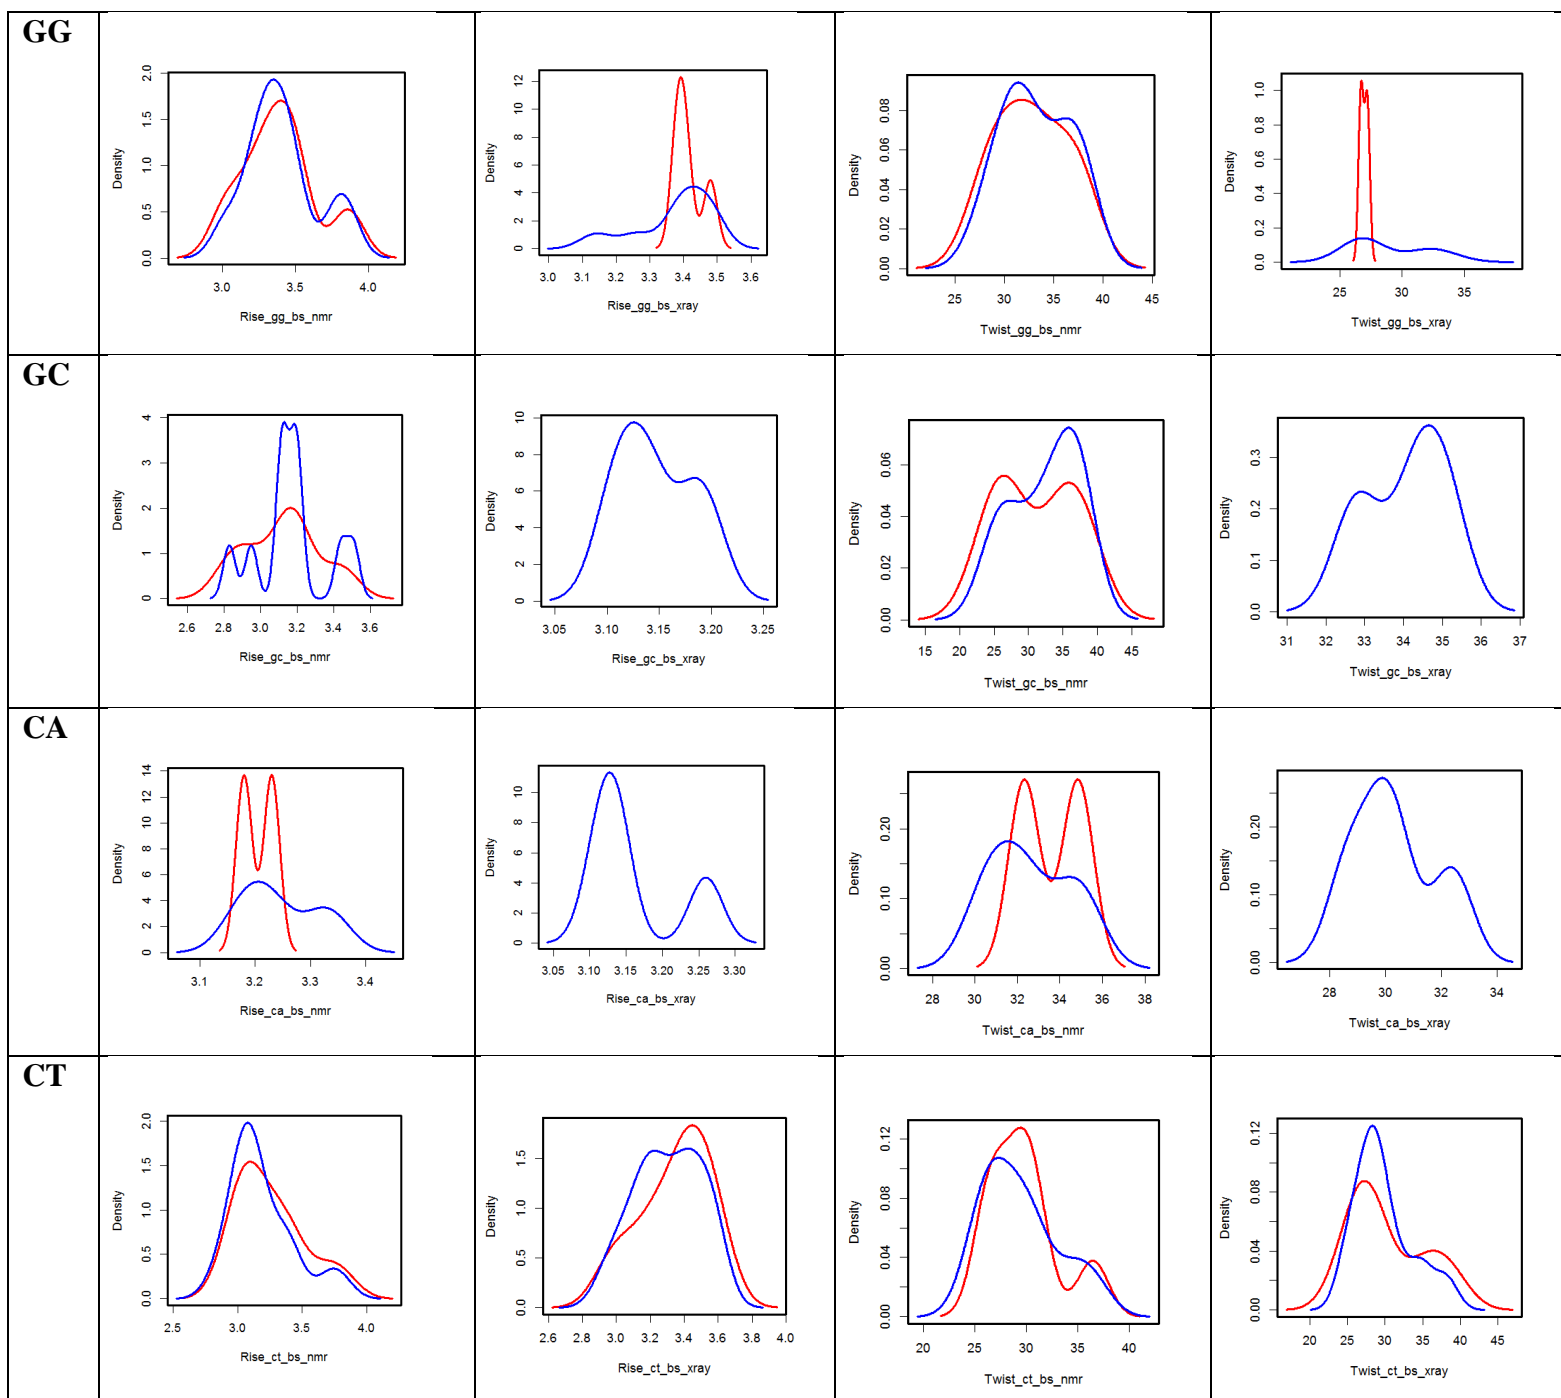 GG
Density
0.0 0.5 1.0 1.5 2.0
3.0 3.5 4.0
Rise_gg_bs_nmr
Density
0 2 4 6 8 10 12
3.0 3.1 3.2 3.3 3.4 3.5 3.6
Rise_gg_bs_xray
Density
0.00 0.02 0.04 0.06 0.08
25 30 35 40 45
Twist_gg_bs_nmr
Density
0.0 0.2 0.4 0.6 0.8 1.0
25 30 35
Twist_gg_bs_xray
GC
Density
0 1 2 3 4
2.6 2.8 3.0 3.2 3.4 3.6
Rise_gc_bs_nmr
Density
0 2 4 6 8 10
3.05 3.10 3.15 3.20 3.25
Rise_gc_bs_xray
Density
0.00 0.02 0.04 0.06
15 20 25 30 35 40 45
Twist_gc_bs_nmr
Density
0.0 0.1 0.2 0.3
31 32 33 34 35 36 37
Twist_gc_bs_xray
CA
Density
0 2 4 6 8 10 12 14
3.1 3.2 3.3 3.4
Rise_ca_bs_nmr
Density
0 2 4 6 8 10
3.05 3.10 3.15 3.20 3.25 3.30
Rise_ca_bs_xray
Density
0.00 0.10 0.20
28 30 32 34 36 38
Twist_ca_bs_nmr
Density
0.00 0.10 0.20
28 30 32 34
Twist_ca_bs_xray
CT
Density
0.0 0.5 1.0 1.5 2.0
2.5 3.0 3.5 4.0
Rise_ct_bs_nmr
Density
0.0 0.5 1.0 1.5
2.6 2.8 3.0 3.2 3.4 3.6 3.8 4.0
Rise_ct_bs_xray
Density
0.00 0.04 0.08 0.12
20 25 30 35 40
Twist_ct_bs_nmr
Density
0.00 0.04 0.08 0.12
20 25 30 35 40 45
Twist_ct_bs_xray